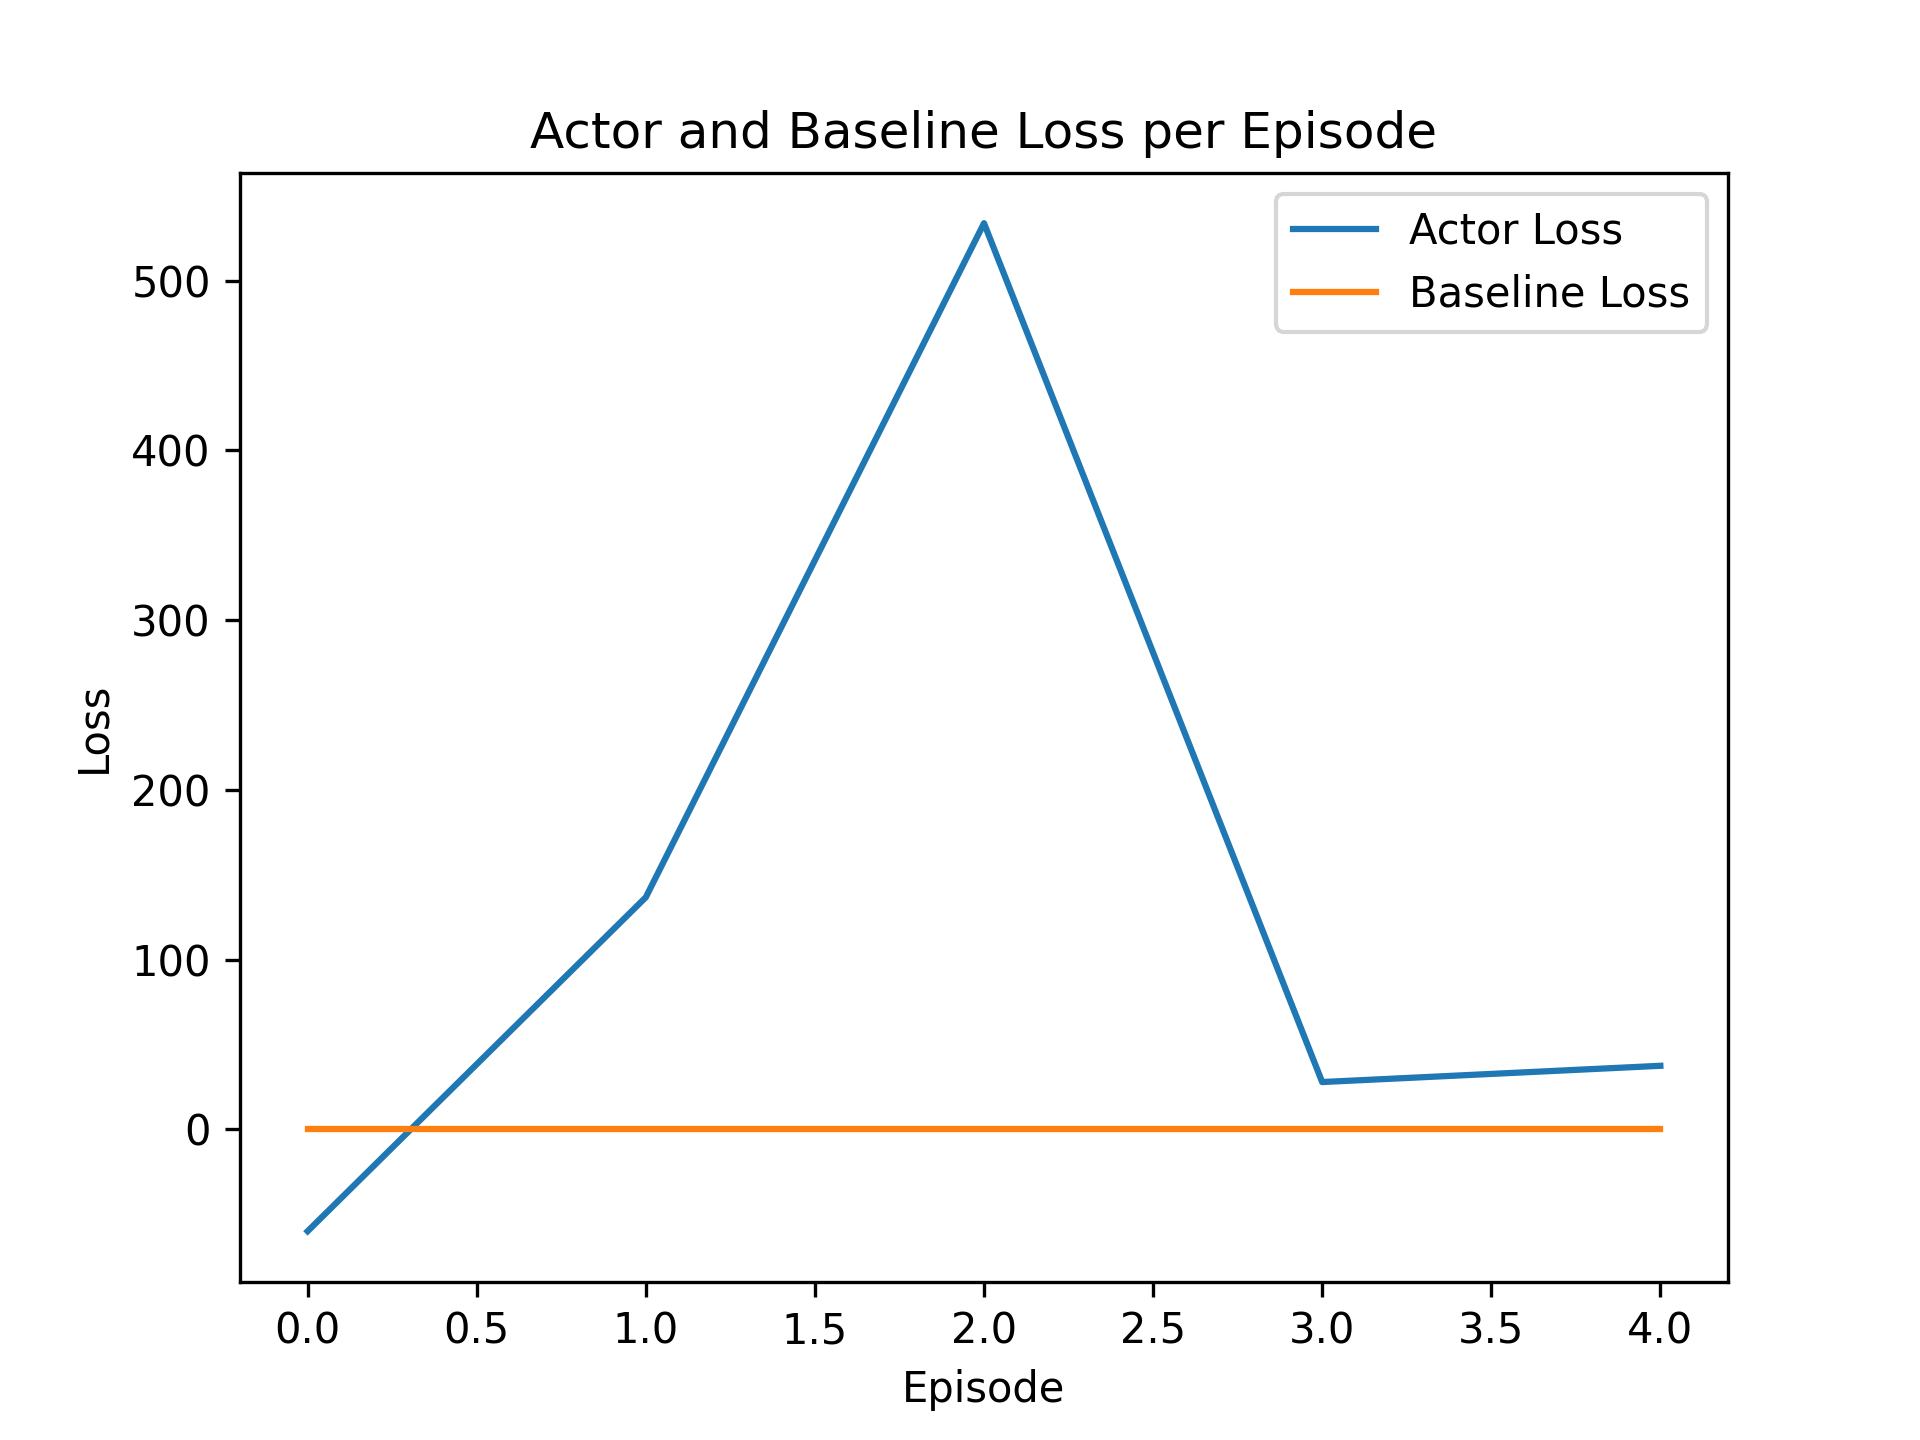 Actor and Baseline Loss per Episode
Actor Loss
Baseline Loss
500
400
300
200
100
0
Loss
0.0 0.5 1.0 1.5 2.0 2.5 3.0 3.5 4.0
Episode